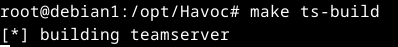 root@debian1:/opt/Havoc# make ts-build
[*] building teamserver